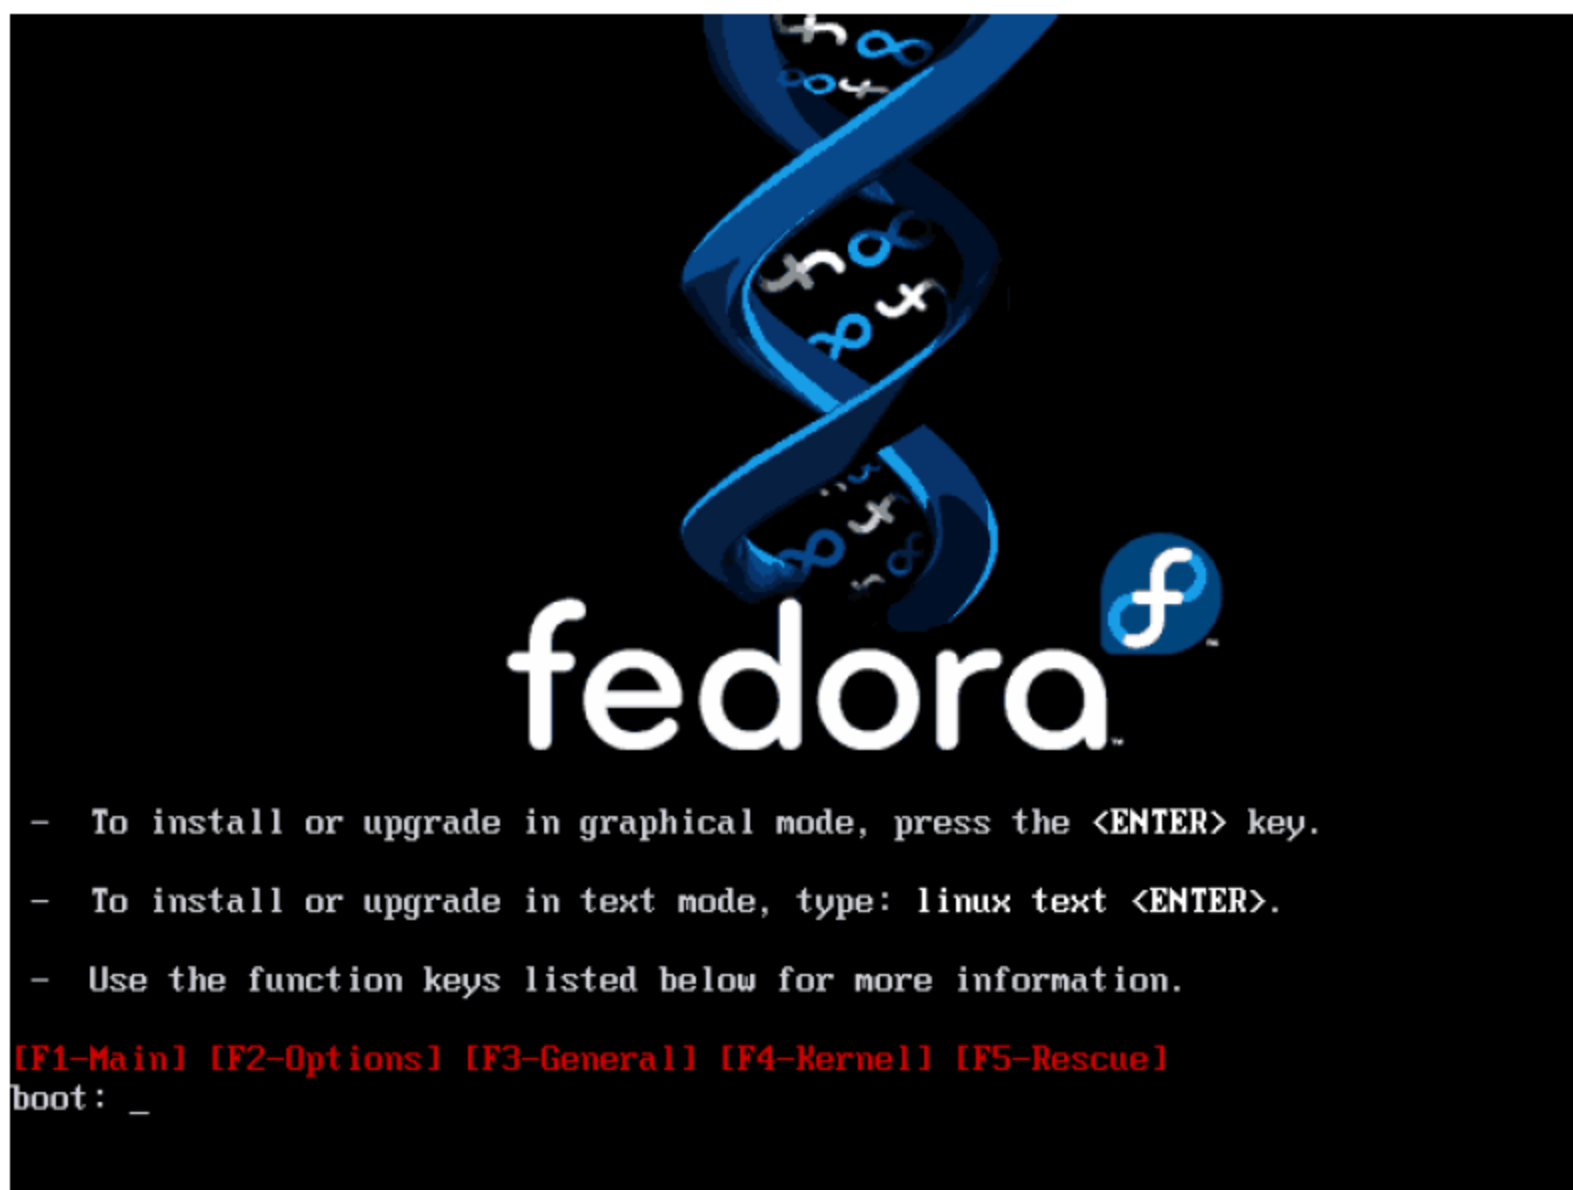 fedora™
- To install or upgrade in graphical mode, press the <ENTER> key.
- To install or upgrade in text mode, type: linux text <ENTER>.
- Use the function keys listed below for more information.
[F1-Main] [F2-Options] [F3-General] [F4-Kernel] [F5-Rescue]
boot: _